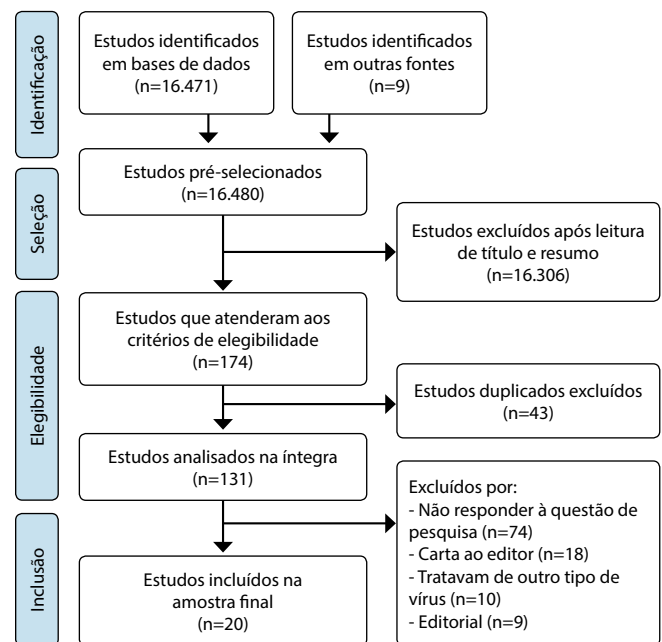 Identificação
Estudos identificados
em bases de dados
(n=16.471)
Estudos identificados
em outras fontes
(n=9)
Seleção
Estudos pré-selecionados
(n=16.480)
Estudos excluídos após leitura
de título e resumo
(n=16.306)
Elegibilidade
Estudos que atenderam aos
critérios de elegibilidade
(n=174)
Estudos duplicados excluídos
(n=43)
Estudos analisados na íntegra
(n=131)
Inclusão
Excluídos por:
- Não responder à questão de
pesquisa (n=74)
- Carta ao editor (n=18)
- Tratavam de outro tipo de
vírus (n=10)
- Editorial (n=9)
Estudos incluídos na
amostra final
(n=20)